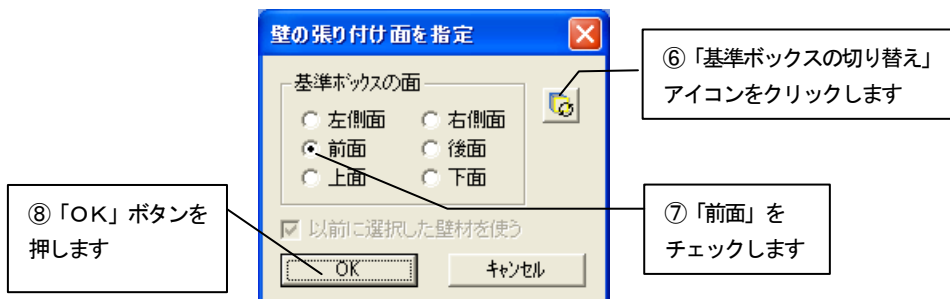 壁の張り付け面を指定
⑥「基準ボックスの切り替え」
アイコンをクリックします
基準ﾎﾞｯｸｽの面
左側面 右側面
前面 後面
上面 下面
⑦「前面」を
チェックします
⑧「ＯＫ」ボタンを
押します
以前に選択した壁材を使う
OK ｷｬﾝｾﾙ